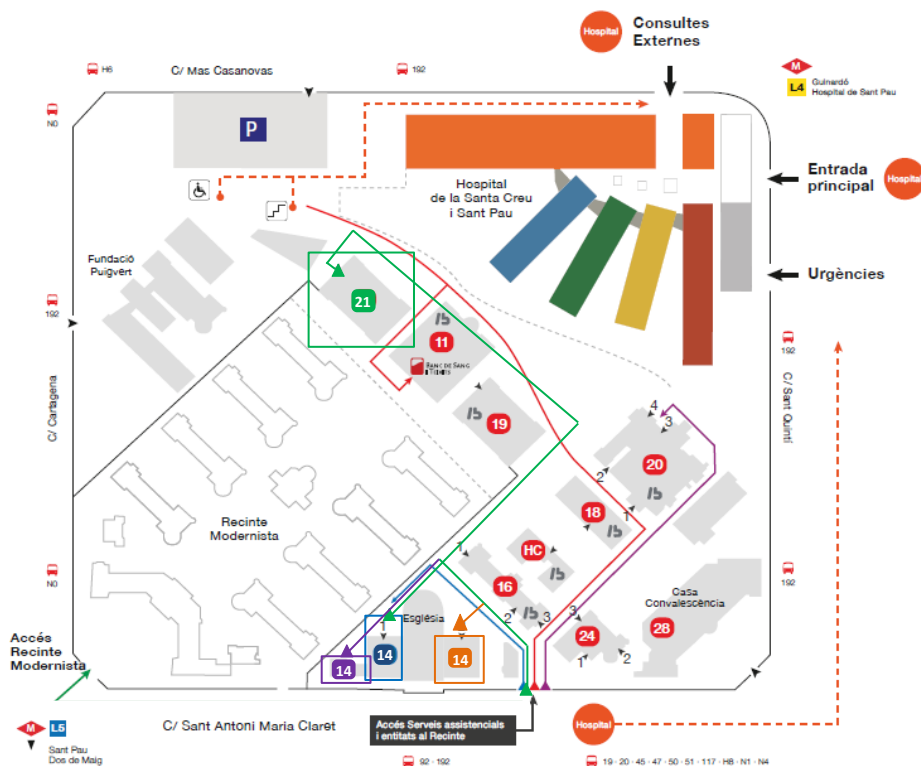 Hospital
Consultes
Externes
H6
C/ Mas Casanovas
192
M
L4
Guinardó
Hospital de Sant Pau
N0
P
Entrada
principal
Hospital
Hospital
de la Santa Creu
i Sant Pau
Fundació
Puigvert
Urgències
192
21
11
BANC DE SANG
I TEIXITS
192
C/ Cartagena
C/ Sant Quintí
19
4
3
20
2
1
18
Recinte
Modernista
HC
1
16
2
3
N0
192
Casa
Convalescència
28
3
24
1
2
Església
1
14
14
14
Accés
Recinte
Modernista
M
L5
Sant Pau
Dos de Maig
C/ Sant Antoni Maria Claret
Accés Serveis assistencials
i entitats al Recinte
Hospital
92 - 192
19 - 20 - 45 - 47 - 50 - 51 - 117 - H8 - N1 - N4